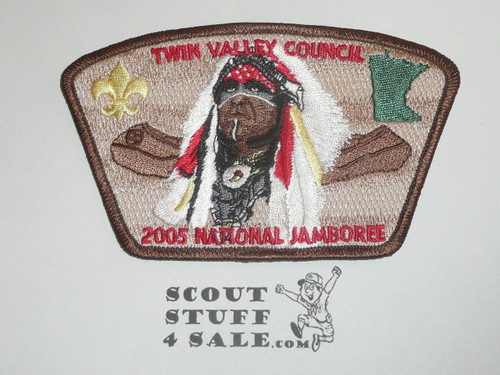 TWIN VALLEY COUNCIL
2005 NATIONAL JAMBOREE
SCOUT
STUFF
4 SALE.COM